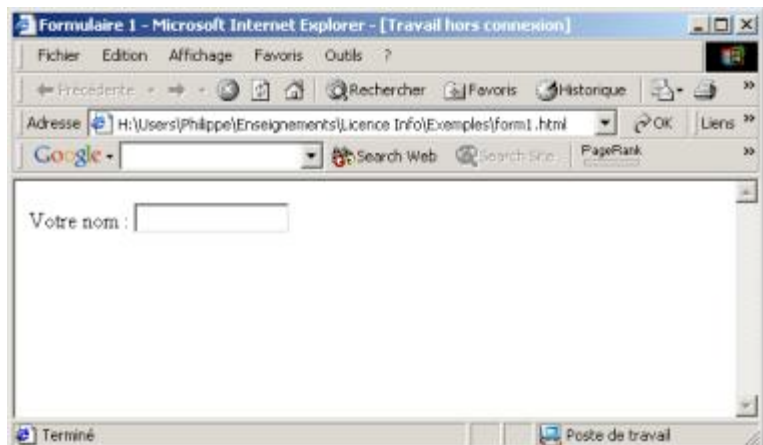 Formulaire 1 - Microsoft Internet Explorer - [Travail hors connexion]
Fichier Edition Affichage Favoris Outils ?
Précédente Rechercher Favoris Historique »
Adresse H:\Users\Philippe\Enseignements\Licence Info\Exemples\form1.html OK Liens »
Google Search Web Search Site PageRank »
Votre nom :
Terminé Poste de travail